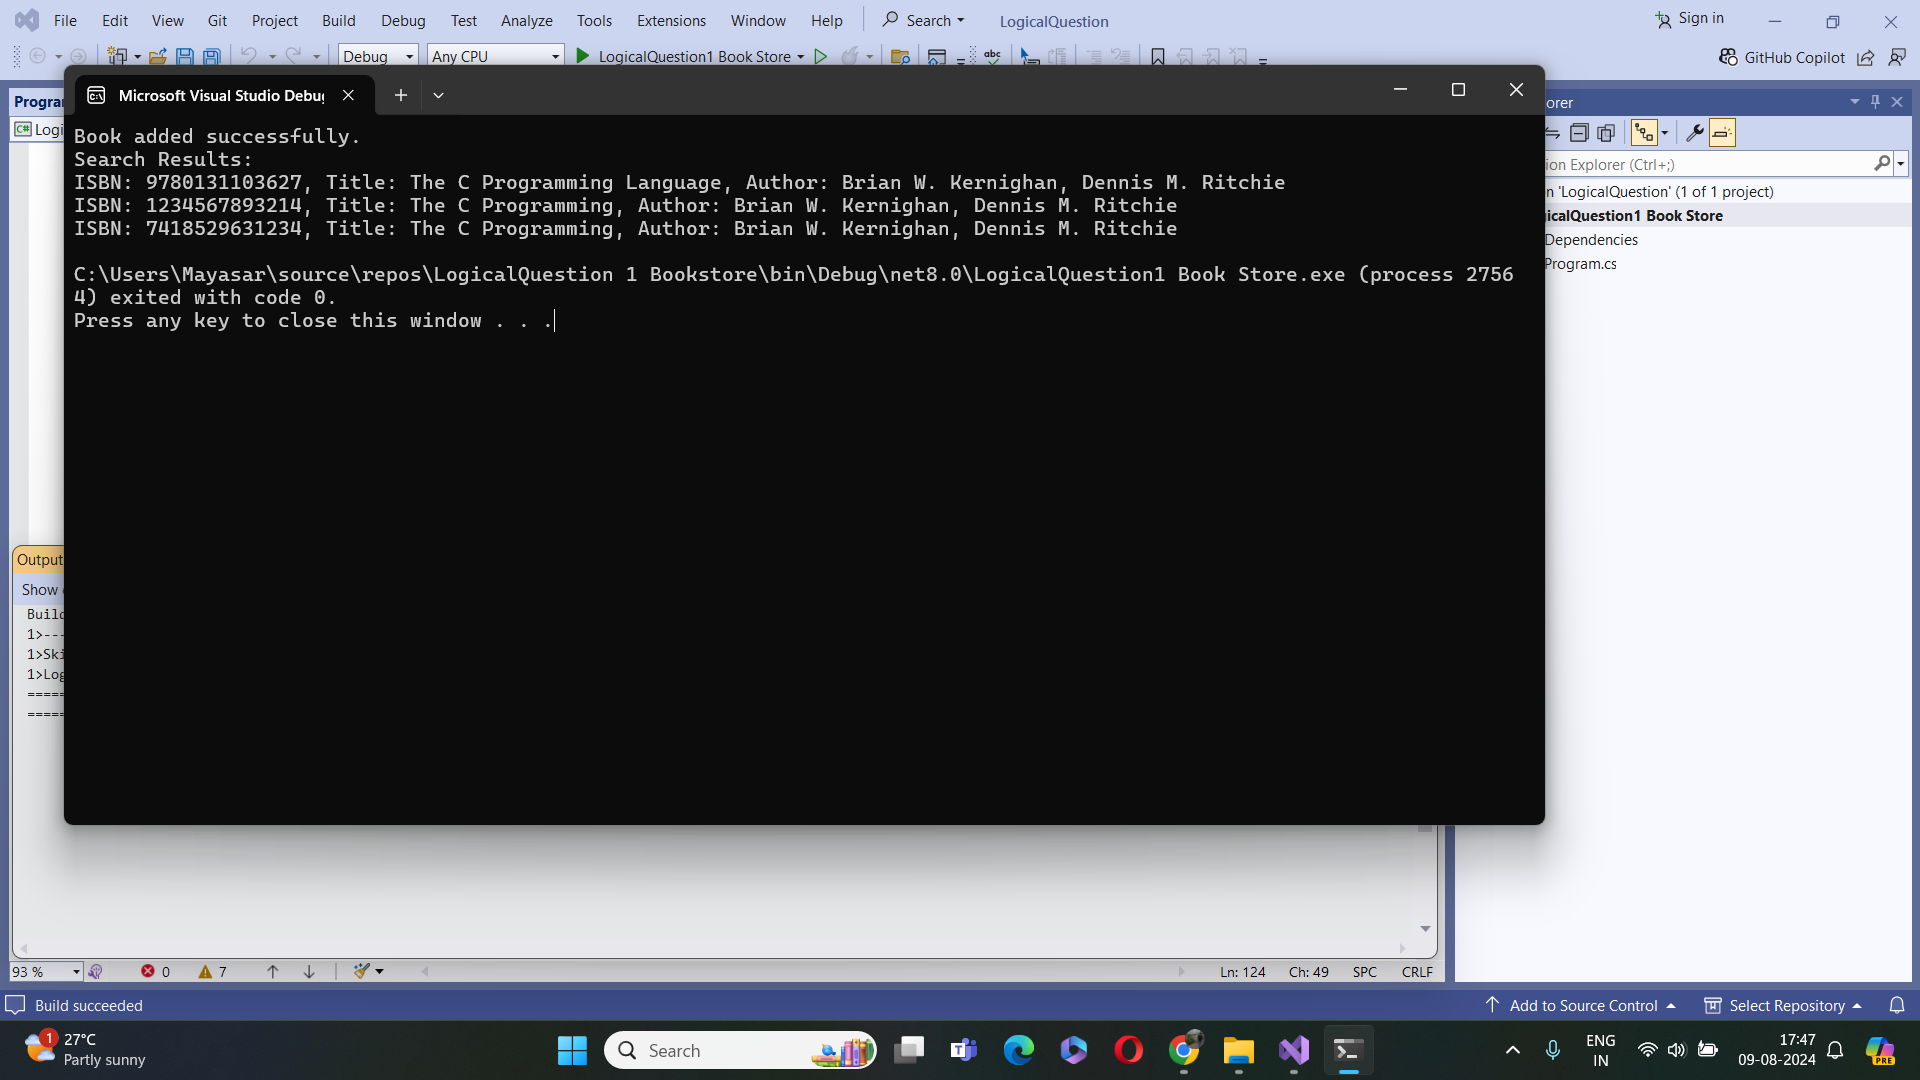 File Edit View Git Project Build Debug Test Analyze Tools Extensions Window Help Search LogicalQuestion Sign in
Debug Any CPU LogicalQuestion1 Book Store abc GitHub Copilot
Microsoft Visual Studio Debu
Book added successfully.
Search Results:
ISBN: 9780131103627, Title: The C Programming Language, Author: Brian W. Kernighan, Dennis M. Ritchie
ISBN: 1234567893214, Title: The C Programming, Author: Brian W. Kernighan, Dennis M. Ritchie
ISBN: 7418529631234, Title: The C Programming, Author: Brian W. Kernighan, Dennis M. Ritchie
C:\Users\Mayasar\source\repos\LogicalQuestion 1 Bookstore\bin\Debug\net8.0\LogicalQuestion1 Book Store.exe (process 2756
4) exited with code 0.
Press any key to close this window . . .
Progra
C# Logi
orer
ion Explorer (Ctrl+;)
n 'LogicalQuestion' (1 of 1 project)
icalQuestion1 Book Store
Dependencies
Program.cs
Output
Show
Build
1>---
1>Ski
1>Log
=====
=====
93 % 0 7 Ln: 124 Ch: 49 SPC CRLF
Build succeeded Add to Source Control Select Repository
1 27°C
Partly sunny
Search
ENG
IN
17:47
09-08-2024
PRE